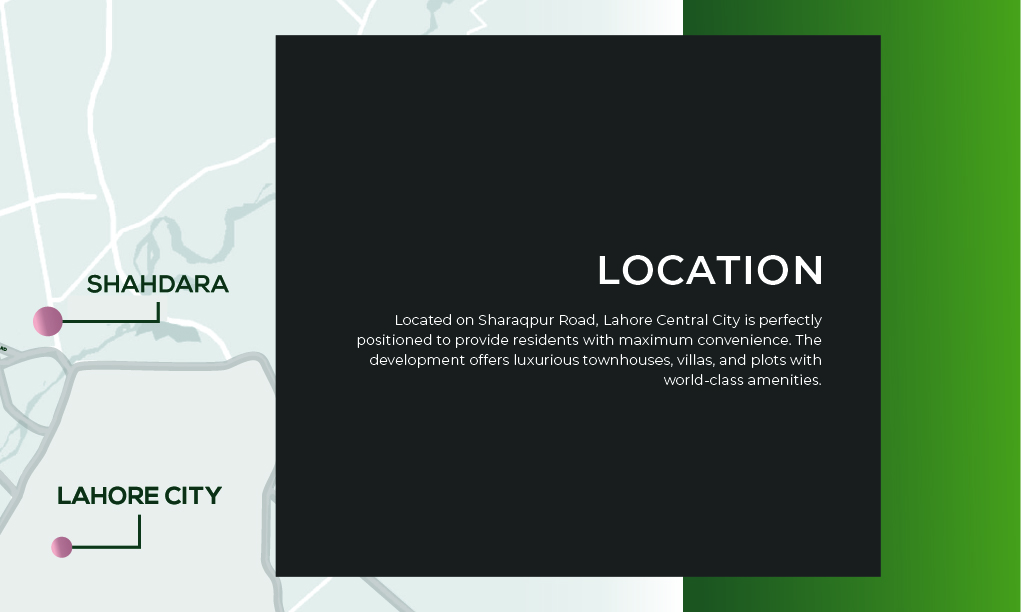 LOCATION
Located on Sharaqpur Road, Lahore Central City is perfectly
positioned to provide residents with maximum convenience. The
development offers luxurious townhouses, villas, and plots with
world-class amenities.
SHAHDARA
LAHORE CITY